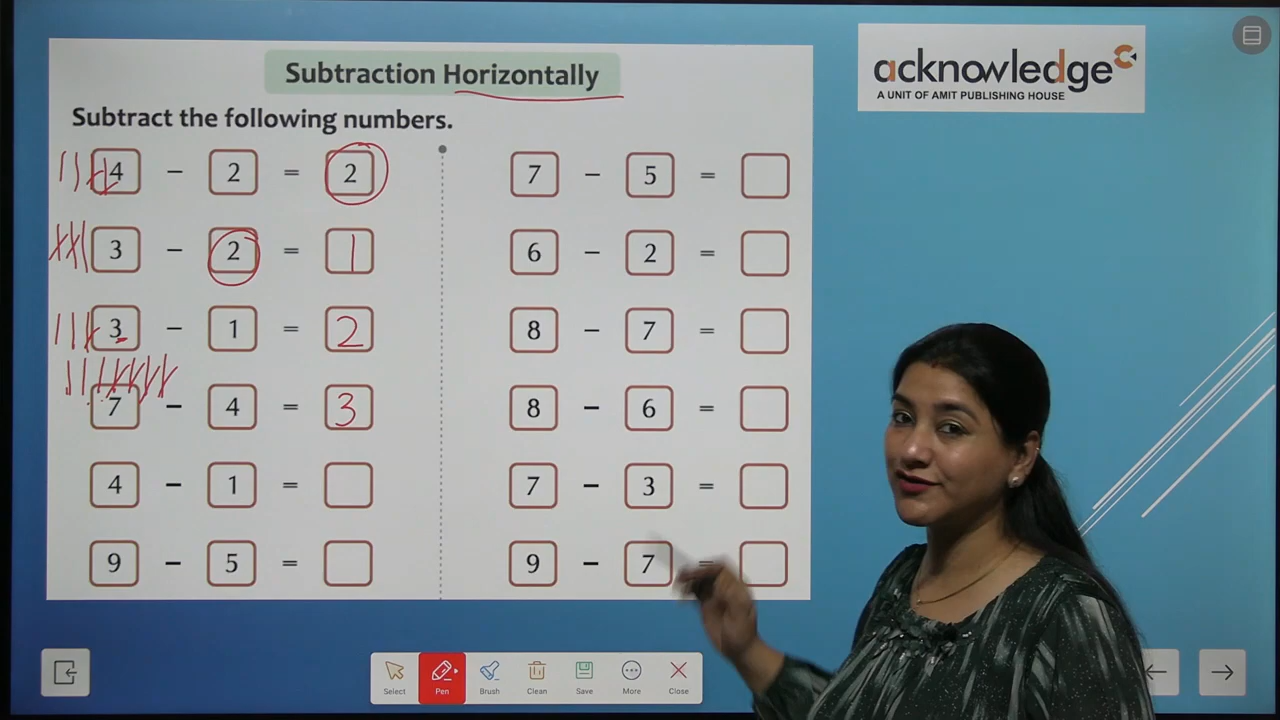 Subtraction Horizontally
Subtract the following numbers.
4 - 2 = 2
3 - 2 = 1
3 - 1 = 2
7 - 4 = 3
4 - 1 =
9 - 5 =
7 - 5 =
6 - 2 =
8 - 7 =
8 - 6 =
7 - 3 =
9 - 7 =
acknowledge
A UNIT OF AMIT PUBLISHING HOUSE
Select Pen Brush Clean Save More Close